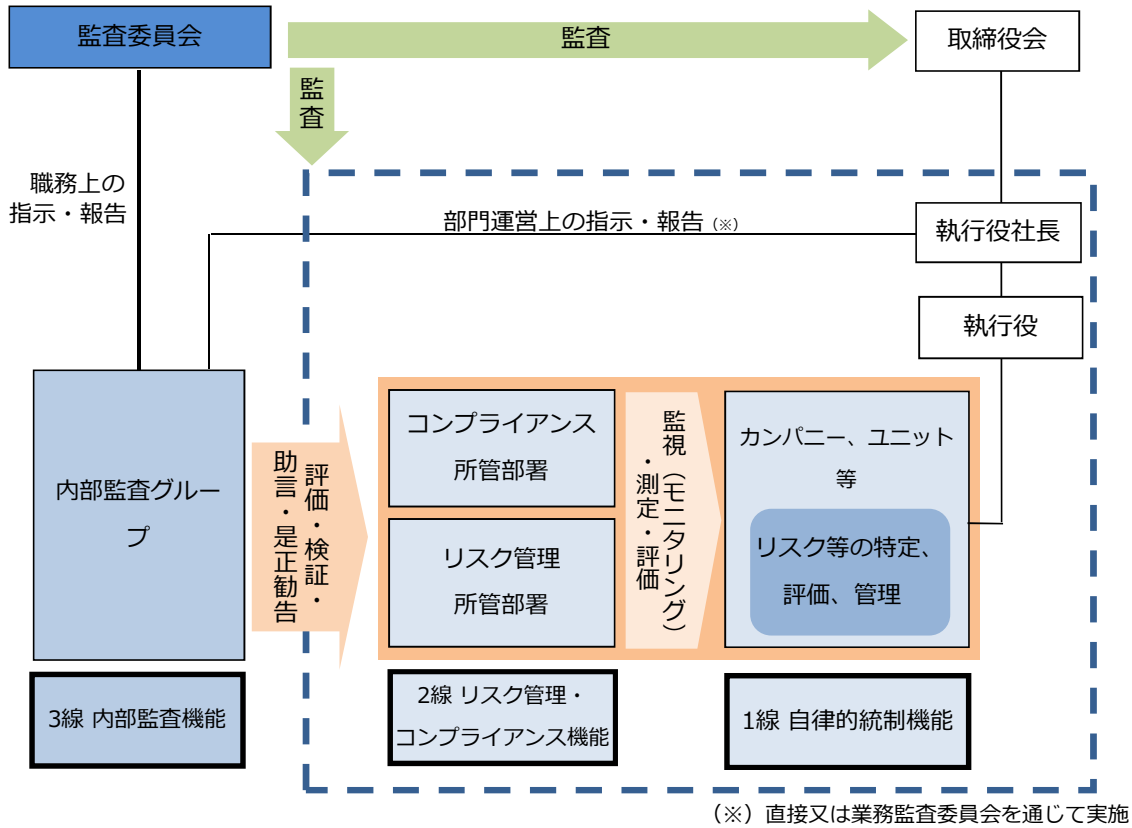 監査委員会
監査
取締役会
監査
職務上の
指示・報告
部門運営上の指示・報告（※）
執行役社長
執行役
内部監査グルー
プ
評価・検証・
助言・是正勧告
コンプライアンス
所管部署
リスク管理
所管部署
監視（モニタリング）
・測定・評価
カンパニー、ユニット
等
リスク等の特定、
評価、管理
3線 内部監査機能
2線 リスク管理・
コンプライアンス機能
1線 自律的統制機能
（※）直接又は業務監査委員会を通じて実施